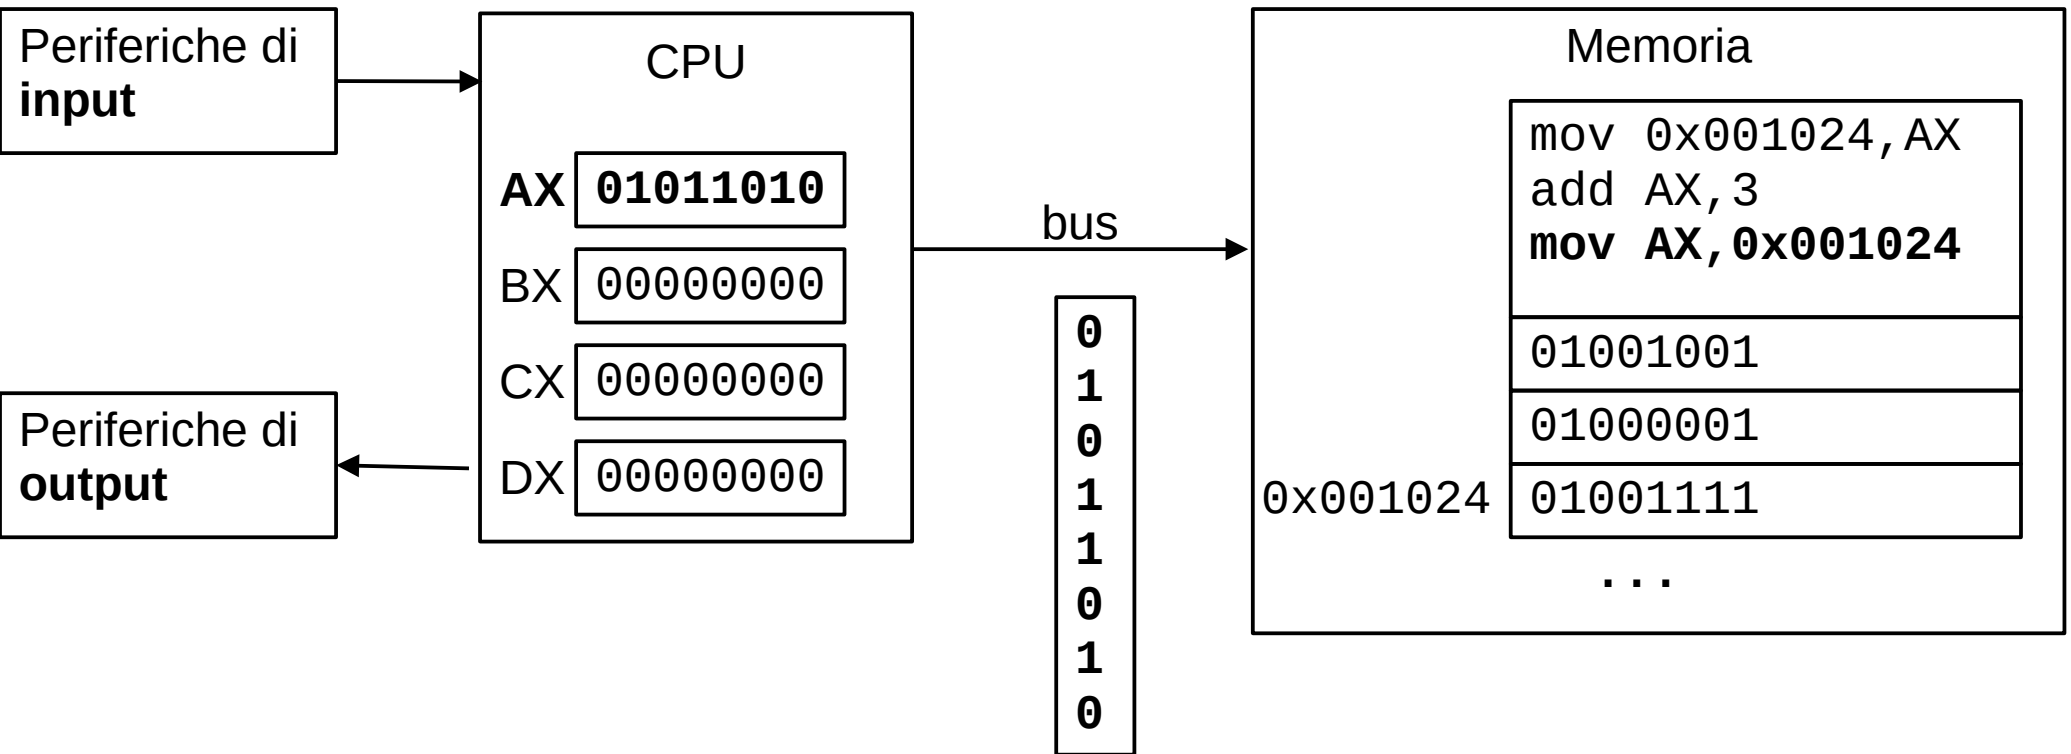 Periferiche di
input
CPU
AX 01011010
BX 00000000
CX 00000000
DX 00000000
Periferiche di
output
bus
0
1
0
1
1
0
1
0
Memoria
mov 0x001024,AX
add AX,3
mov AX,0x001024
01001001
01000001
0x001024 01001111
...